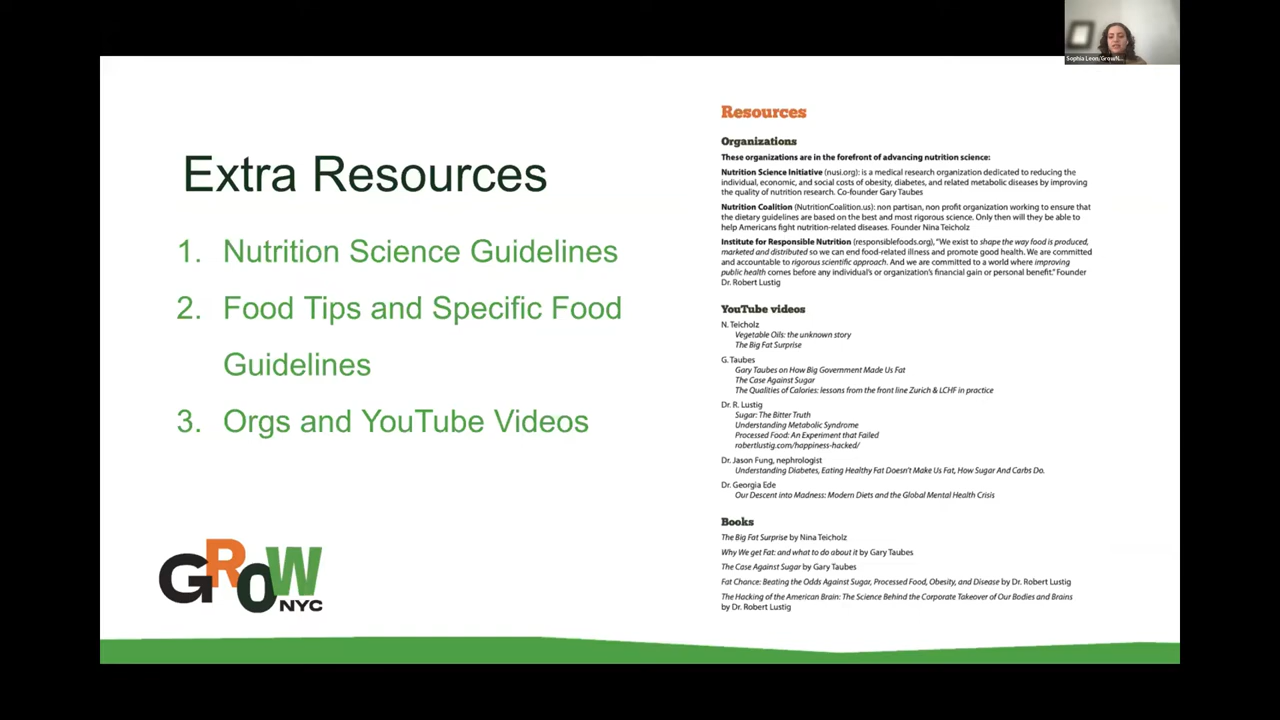 Sophia Leon/GrowN...
Extra Resources
1. Nutrition Science Guidelines
2. Food Tips and Specific Food
Guidelines
3. Orgs and YouTube Videos
GROW
NYC
Resources
Organizations
These organizations are in the forefront of advancing nutrition science:
Nutrition Science Initiative (nusi.org): is a medical research organization dedicated to reducing the
individual, economic, and social costs of obesity, diabetes, and related metabolic diseases by improving
the quality of nutrition research. Co-founder Gary Taubes
Nutrition Coalition (NutritionCoalition.us): non partisan, non profit organization working to ensure that
the dietary guidelines are based on the best and most rigorous science. Only then will they be able to
help Americans fight nutrition-related diseases. Founder Nina Teicholz
Institute for Responsible Nutrition (responsiblefoods.org), "We exist to shape the way food is produced,
marketed and distributed so we can end food-related illness and promote good health. We are committed
and accountable to rigorous scientific approach. And we are committed to a world where improving
public health comes before any individual's or organization's financial gain or personal benefit." Founder
Dr. Robert Lustig
YouTube videos
N. Teicholz
Vegetable Oils: the unknown story
The Big Fat Surprise
G. Taubes
Gary Taubes on How Big Government Made Us Fat
The Case Against Sugar
The Qualities of Calories: lessons from the front line Zurich & LCHF in practice
Dr. R. Lustig
Sugar: The Bitter Truth
Understanding Metabolic Syndrome
Processed Food: An Experiment that Failed
robertlustig.com/happiness-hacked/
Dr. Jason Fung, nephrologist
Understanding Diabetes, Eating Healthy Fat Doesn't Make Us Fat, How Sugar And Carbs Do.
Dr. Georgia Ede
Our Descent into Madness: Modern Diets and the Global Mental Health Crisis
Books
The Big Fat Surprise by Nina Teicholz
Why We get Fat: and what to do about it by Gary Taubes
The Case Against Sugar by Gary Taubes
Fat Chance: Beating the Odds Against Sugar, Processed Food, Obesity, and Disease by Dr. Robert Lustig
The Hacking of the American Brain: The Science Behind the Corporate Takeover of Our Bodies and Brains
by Dr. Robert Lustig